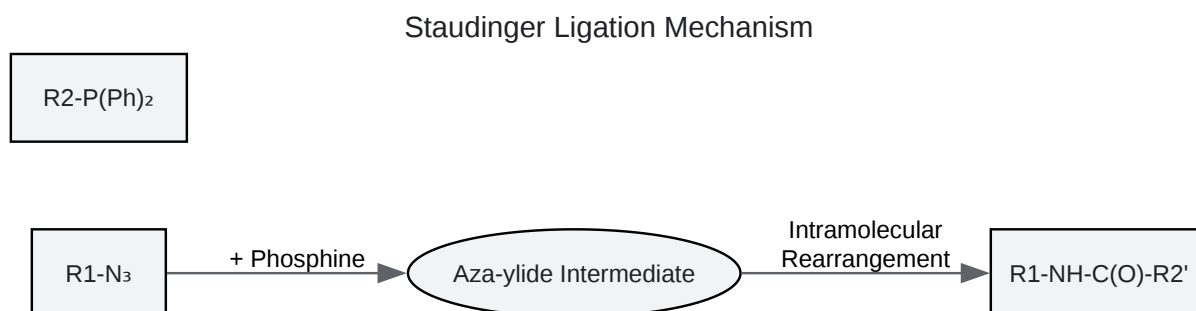 Staudinger Ligation Mechanism
R2-P(Ph)₂
R1-N₃
+ Phosphine
Aza-ylide Intermediate
Intramolecular
Rearrangement
R1-NH-C(O)-R2'